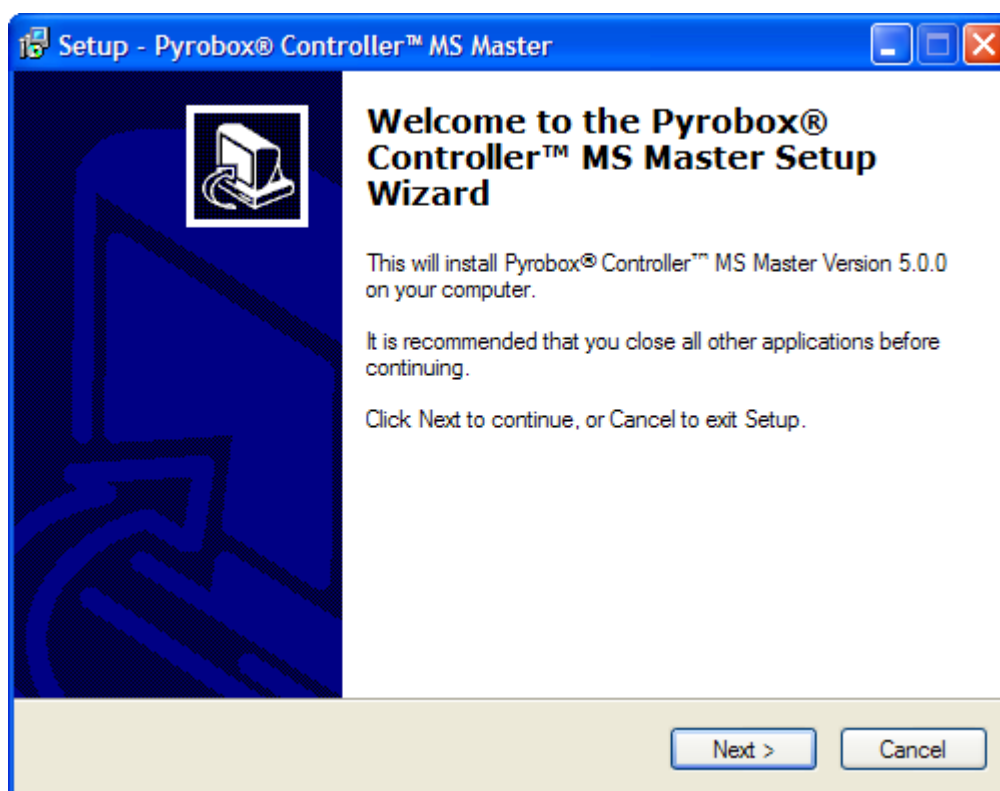 Setup - Pyrobox® Controller™ MS Master
Welcome to the Pyrobox®
Controller™ MS Master Setup
Wizard
This will install Pyrobox® Controller™ MS Master Version 5.0.0
on your computer.
It is recommended that you close all other applications before
continuing.
Click Next to continue, or Cancel to exit Setup.
Next >
Cancel